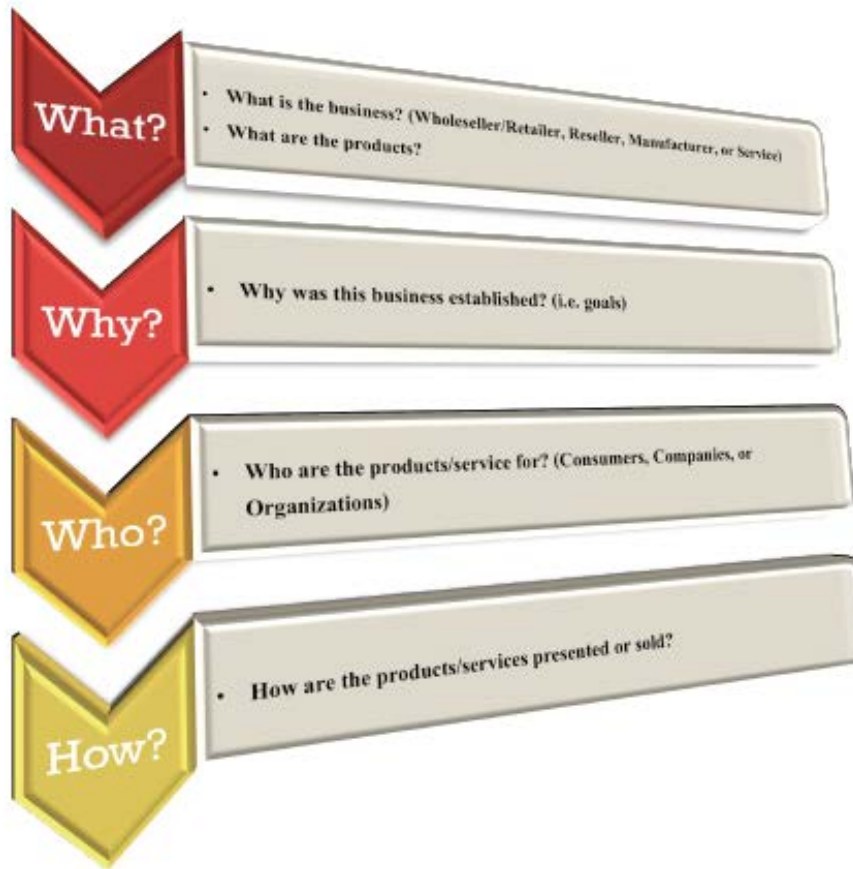 What?
• What is the business? (Wholeseller/Retailer, Reseller, Manufacturer, or Service)
• What are the products?
Why?
• Why was this business established? (i.e. goals)
Who?
• Who are the products/service for? (Consumers, Companies, or
Organizations)
How?
• How are the products/services presented or sold?